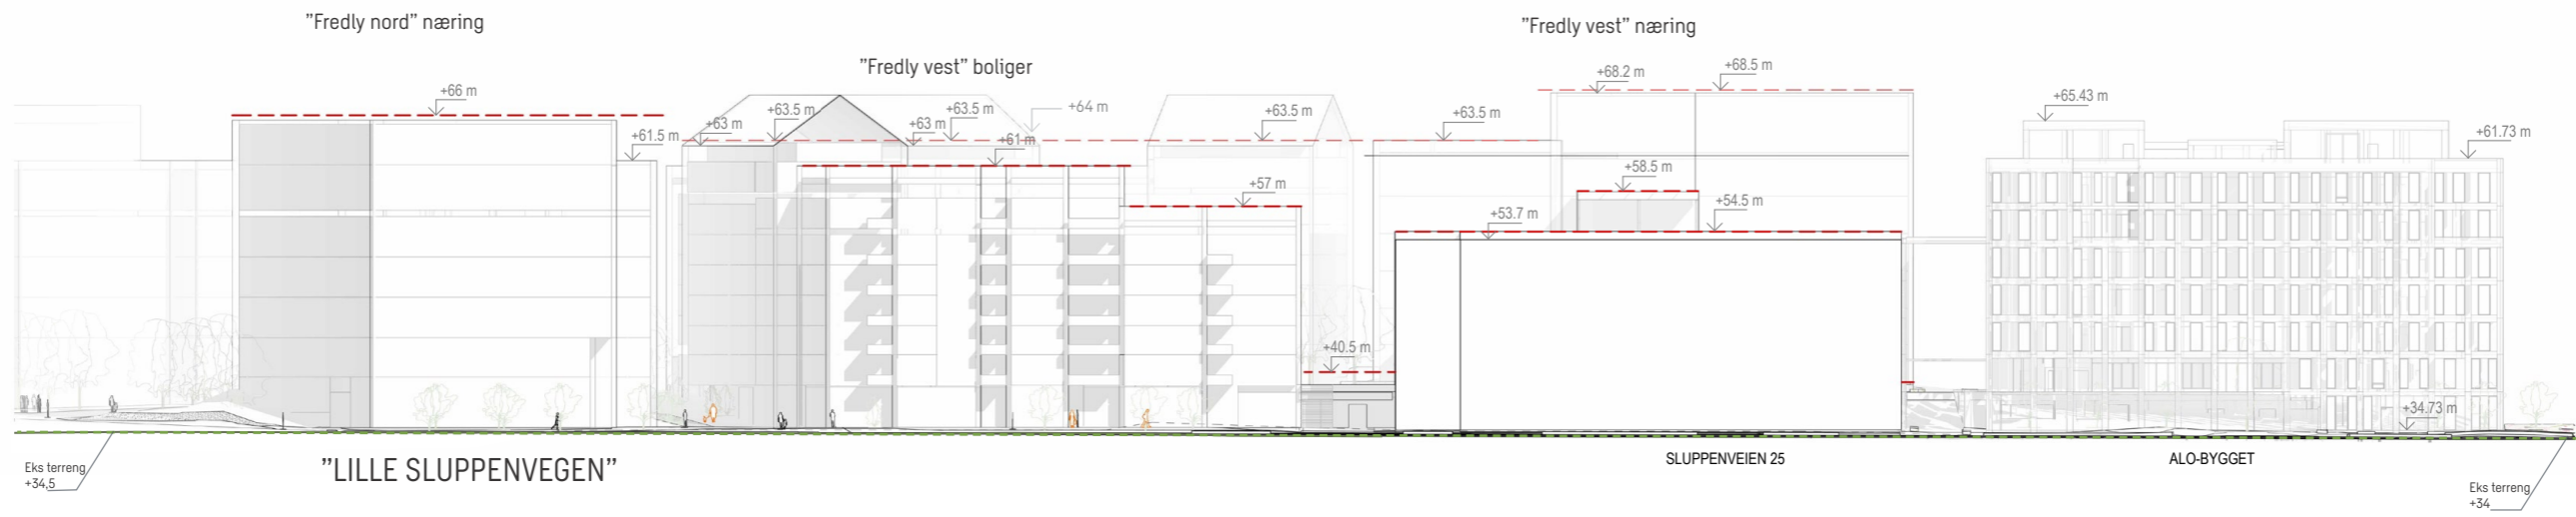 ”Fredly nord” næring
”Fredly vest” næring
”Fredly vest” boliger
+68.2 m
+68.5 m
+66 m
+65.43 m
+63 m
+63.5 m
+63 m
+63.5 m
+64 m
+63.5 m
+63.5 m
+61.5 m
+61 m
+61.73 m
+58.5 m
+57 m
+53.7 m
+54.5 m
+40.5 m
+34.73 m
Eks terreng
+34,5
”LILLE SLUPPENVEGEN”
SLUPPENVEIEN 25
ALO-BYGGET
Eks terreng
+34